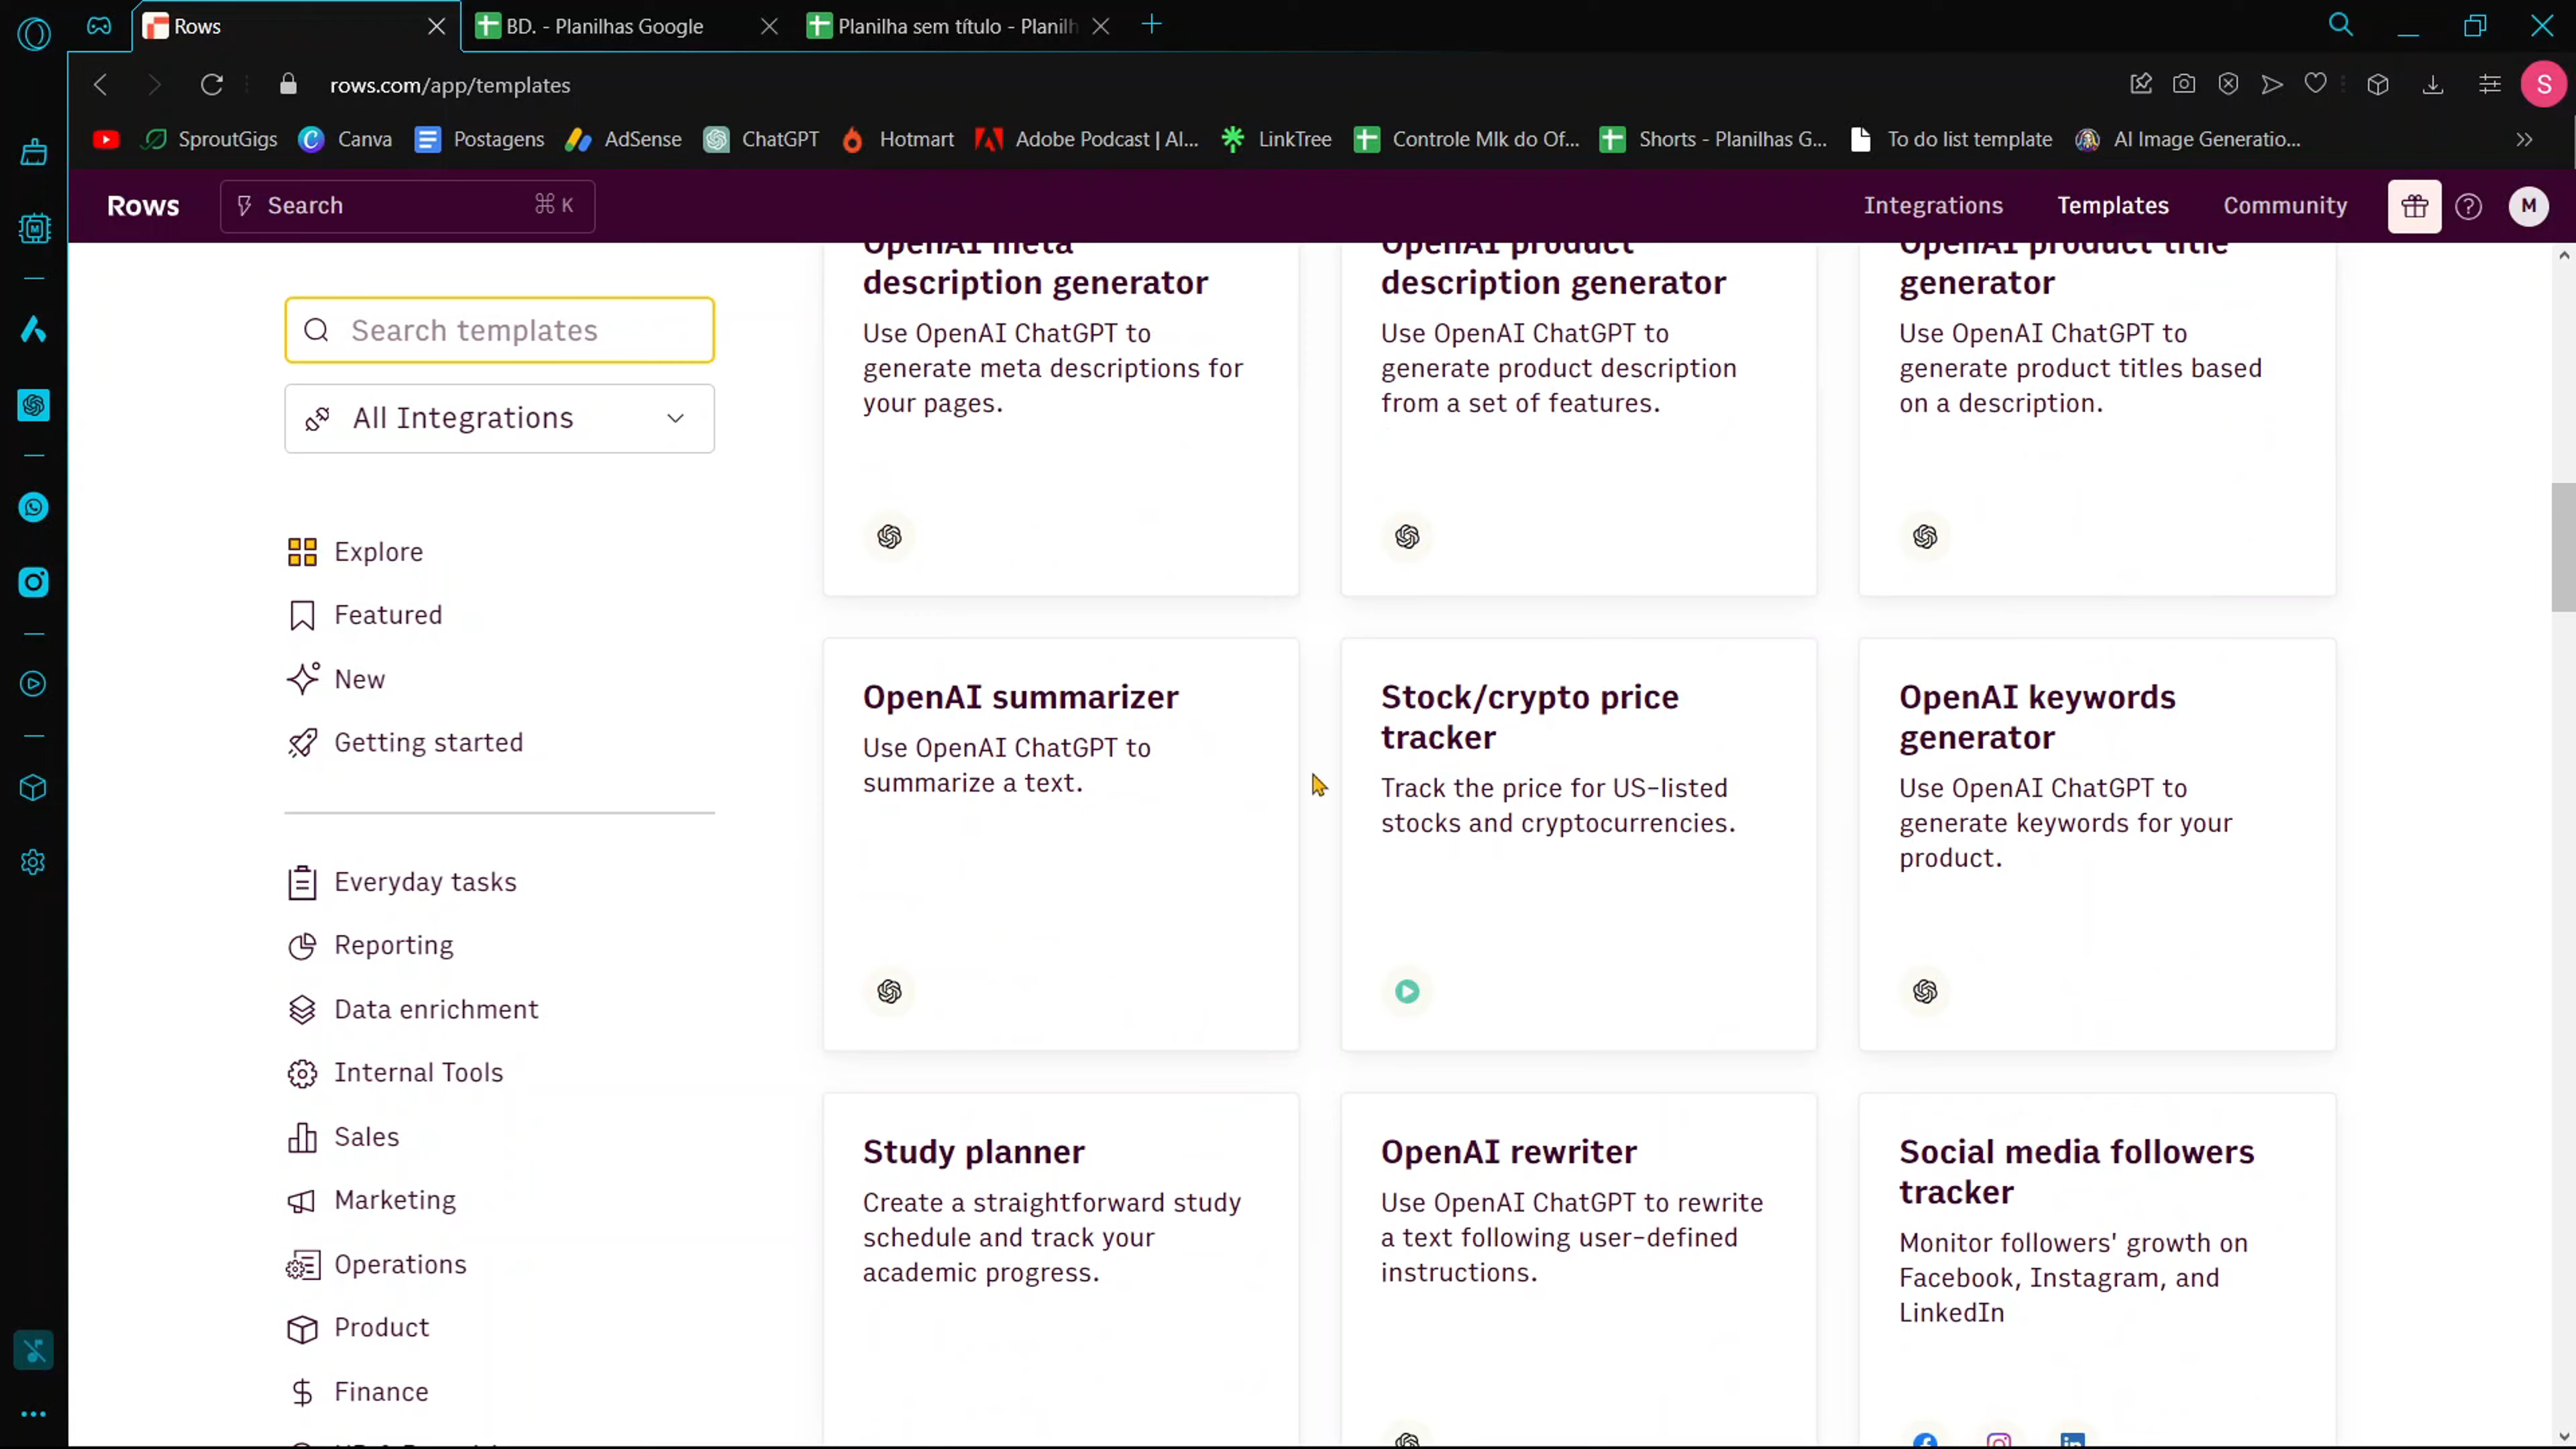 Rows
BD. - Planilhas Google
Planilha sem título - Planilh
rows.com/app/templates
S
SproutGigs
Canva
Postagens
AdSense
ChatGPT
Hotmart
Adobe Podcast | AI...
LinkTree
Controle Mlk do Of...
Shorts - Planilhas G...
To do list template
AI Image Generatio...
Rows
Search
⌘ K
Integrations
Templates
Community
M
Search templates
All Integrations
Explore
Featured
New
Getting started
Everyday tasks
Reporting
Data enrichment
Internal Tools
Sales
Marketing
Operations
Product
Finance
OpenAI meta
description generator
Use OpenAI ChatGPT to
generate meta descriptions for
your pages.
OpenAI product
description generator
Use OpenAI ChatGPT to
generate product description
from a set of features.
OpenAI product title
generator
Use OpenAI ChatGPT to
generate product titles based
on a description.
OpenAI summarizer
Use OpenAI ChatGPT to
summarize a text.
Stock/crypto price
tracker
Track the price for US-listed
stocks and cryptocurrencies.
OpenAI keywords
generator
Use OpenAI ChatGPT to
generate keywords for your
product.
Study planner
Create a straightforward study
schedule and track your
academic progress.
OpenAI rewriter
Use OpenAI ChatGPT to rewrite
a text following user-defined
instructions.
Social media followers
tracker
Monitor followers' growth on
Facebook, Instagram, and
LinkedIn